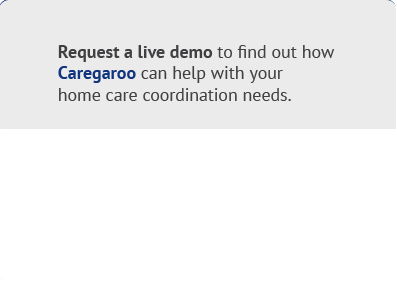 Request a live demo to find out how
Caregaroo can help with your
home care coordination needs.